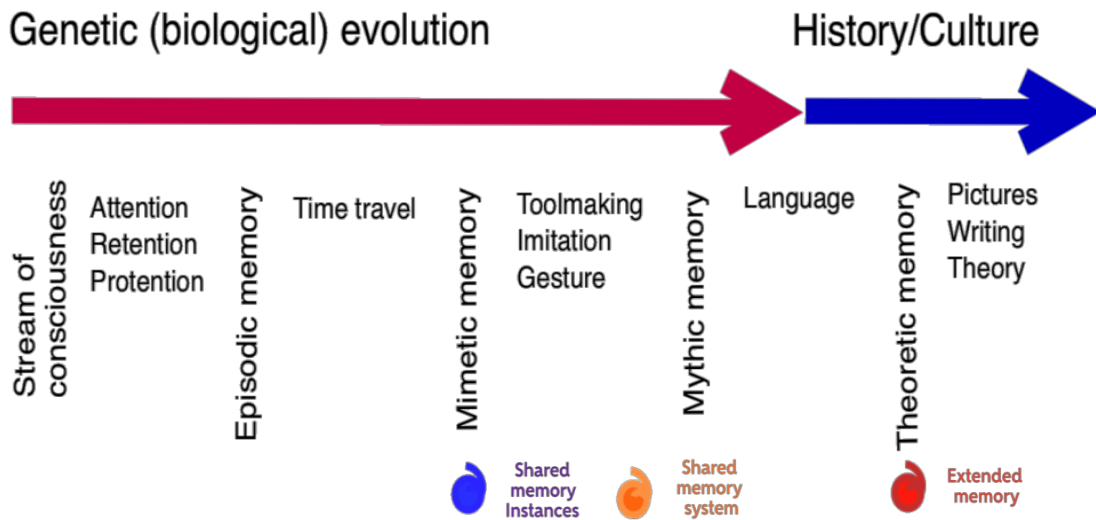 Genetic (biological) evolution
History/Culture
Stream of
consciousness
Attention
Retention
Protention
Episodic memory
Time travel
Mimetic memory
Toolmaking
Imitation
Gesture
Mythic memory
Language
Theoretic memory
Pictures
Writing
Theory
Shared
memory
Instances
Shared
memory
system
Extended
memory